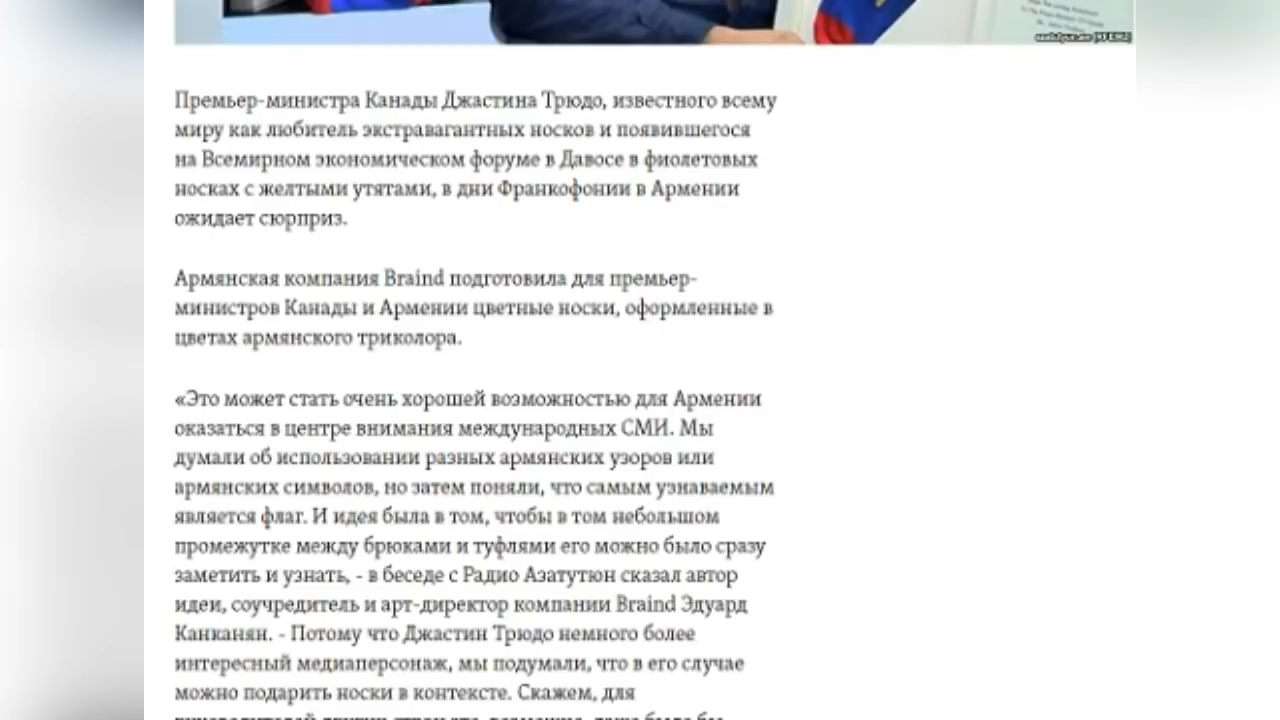 Премьер-министра Канады Джастина Трюдо, известного всему
миру как любитель экстравагантных носков и появившегося
на Всемирном экономическом форуме в Давосе в фиолетовых
носках с желтыми утятами, в дни Франкофонии в Армении
ожидает сюрприз.
Армянская компания Braind подготовила для премьер-
министров Канады и Армении цветные носки, оформленные в
цветах армянского триколора.
«Это может стать очень хорошей возможностью для Армении
оказаться в центре внимания международных СМИ. Мы
думали об использовании разных армянских узоров или
армянских символов, но затем поняли, что самым узнаваемым
является флаг. И идея была в том, чтобы в том небольшом
промежутке между брюками и туфлями его можно было сразу
заметить и узнать, - в беседе с Радио Азатутюн сказал автор
идеи, соучредитель и арт-директор компании Braind Эдуард
Канканян. - Потому что Джастин Трюдо немного более
интересный медиаперсонаж, мы подумали, что в его случае
можно подарить носки в контексте. Скажем, для